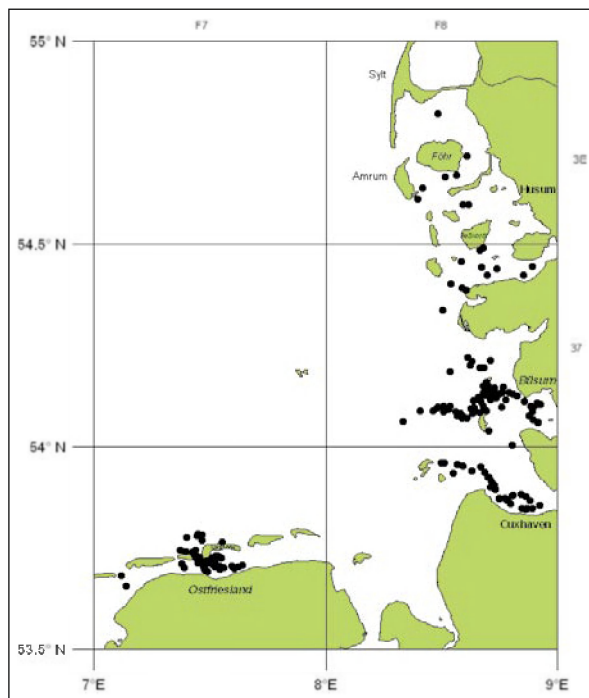 F7
F8
55° N
Sylt
Föhr
38
Amrum
Husum
54.5° N
37
Büsum
54° N
Cuxhaven
Ostfriesland
53.5° N
7°E
8°E
9°E